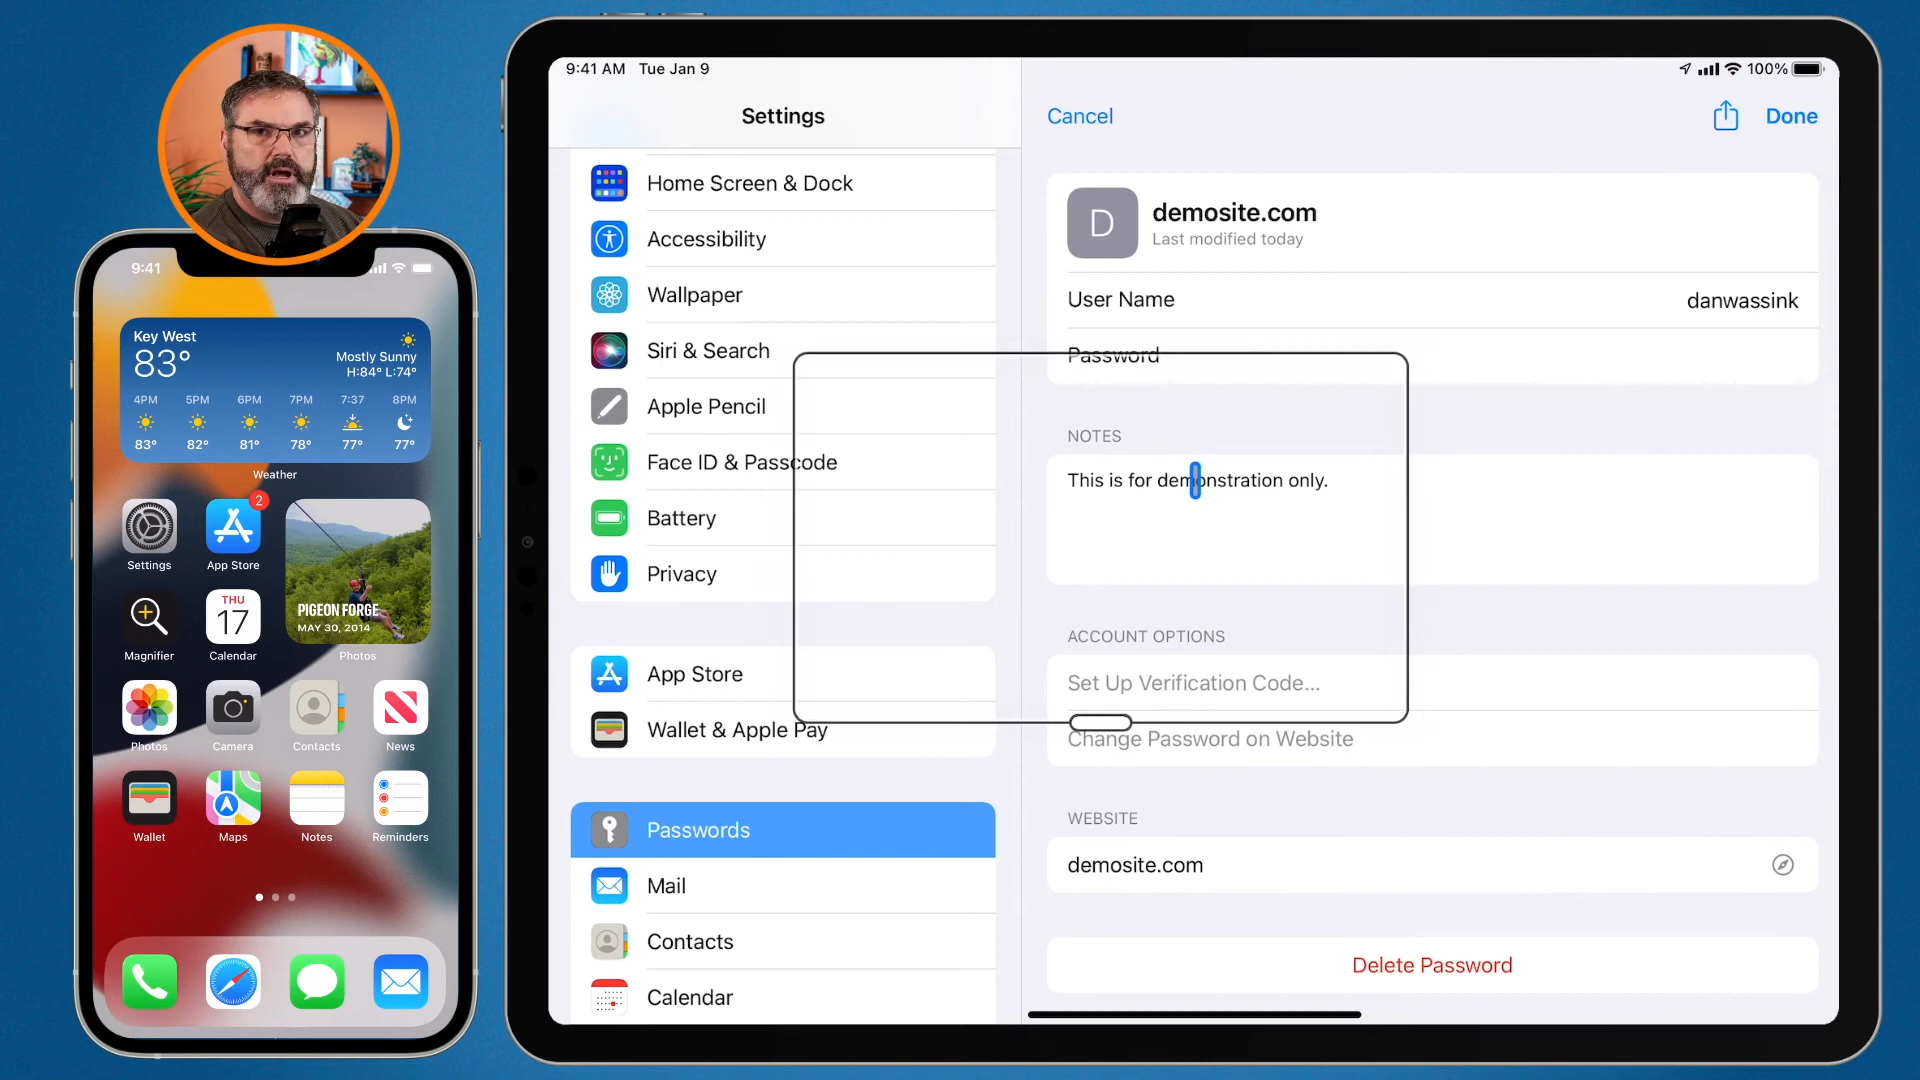 9:41
Key West
83°
Mostly Sunny
H:84° L:74°
4PM 5PM 6PM 7PM 7:37 8PM
83° 82° 81° 78° 77° 77°
Weather
2
Settings
App Store
PIGEON FORGE
MAY 30, 2014
THU
17
Magnifier
Calendar
Photos
Photos
Camera
Contacts
News
Wallet
Maps
Notes
Reminders
9:41 AM Tue Jan 9
100%
Settings
Home Screen & Dock
Accessibility
Wallpaper
Siri & Search
Apple Pencil
Face ID & Passcode
Battery
Privacy
App Store
Wallet & Apple Pay
Passwords
Mail
Contacts
Calendar
Cancel
Done
D
demosite.com
Last modified today
User Name
danwassink
Password
NOTES
This is for demonstration only.
ACCOUNT OPTIONS
Set Up Verification Code...
Change Password on Website
WEBSITE
demosite.com
Delete Password